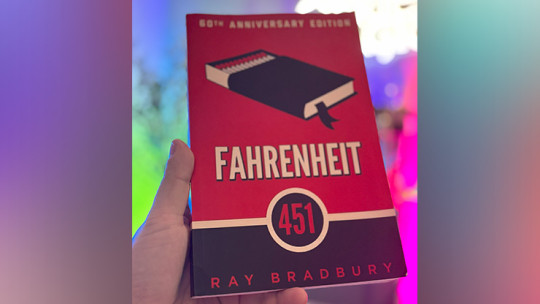 60TH ANNIVERSARY EDITION
FAHRENHEIT
451
RAY BRADBURY